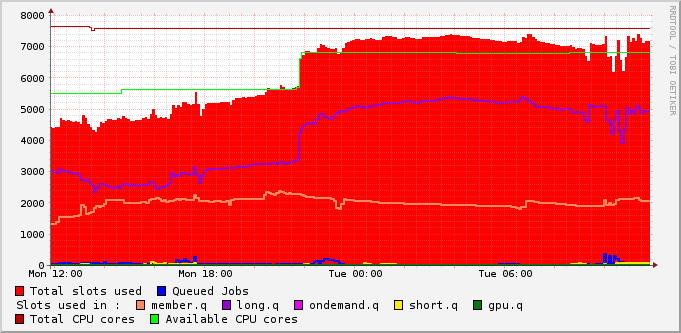 8000
7000
6000
5000
4000
3000
2000
1000
0
Mon 12:00 Mon 18:00 Tue 00:00 Tue 06:00
Total slots used Queued Jobs
Slots used in : member.q long.q ondemand.q short.q gpu.q
Total CPU cores Available CPU cores
RRDTOOL / TOBI OETIKER